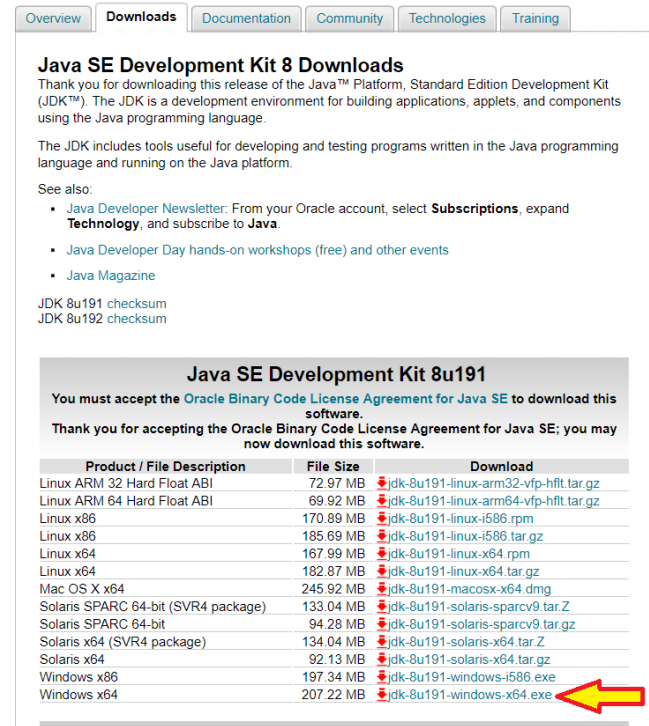 Overview Downloads Documentation Community Technologies Training
Java SE Development Kit 8 Downloads
Thank you for downloading this release of the Java™ Platform, Standard Edition Development Kit
(JDK™). The JDK is a development environment for building applications, applets, and components
using the Java programming language.
The JDK includes tools useful for developing and testing programs written in the Java programming
language and running on the Java platform.
See also:
▪ Java Developer Newsletter: From your Oracle account, select Subscriptions, expand
Technology, and subscribe to Java.
▪ Java Developer Day hands-on workshops (free) and other events
▪ Java Magazine
JDK 8u191 checksum
JDK 8u192 checksum
Java SE Development Kit 8u191
You must accept the Oracle Binary Code License Agreement for Java SE to download this
software.
Thank you for accepting the Oracle Binary Code License Agreement for Java SE; you may
now download this software.
Product / File Description File Size Download
Linux ARM 32 Hard Float ABI 72.97 MB jdk-8u191-linux-arm32-vfp-hflt.tar.gz
Linux ARM 64 Hard Float ABI 69.92 MB jdk-8u191-linux-arm64-vfp-hflt.tar.gz
Linux x86 170.89 MB jdk-8u191-linux-i586.rpm
Linux x86 185.69 MB jdk-8u191-linux-i586.tar.gz
Linux x64 167.99 MB jdk-8u191-linux-x64.rpm
Linux x64 182.87 MB jdk-8u191-linux-x64.tar.gz
Mac OS X x64 245.92 MB jdk-8u191-macosx-x64.dmg
Solaris SPARC 64-bit (SVR4 package) 133.04 MB jdk-8u191-solaris-sparcv9.tar.Z
Solaris SPARC 64-bit 94.28 MB jdk-8u191-solaris-sparcv9.tar.gz
Solaris x64 (SVR4 package) 134.04 MB jdk-8u191-solaris-x64.tar.Z
Solaris x64 92.13 MB jdk-8u191-solaris-x64.tar.gz
Windows x86 197.34 MB jdk-8u191-windows-i586.exe
Windows x64 207.22 MB jdk-8u191-windows-x64.exe